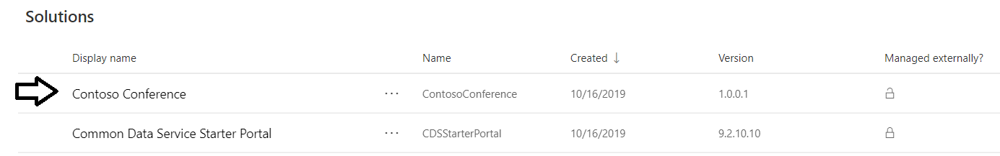 Solutions
Display name Name Created ↓ Version Managed externally?
Contoso Conference ... ContosoConference 10/16/2019 1.0.0.1
Common Data Service Starter Portal ... CDSStarterPortal 10/16/2019 9.2.10.10